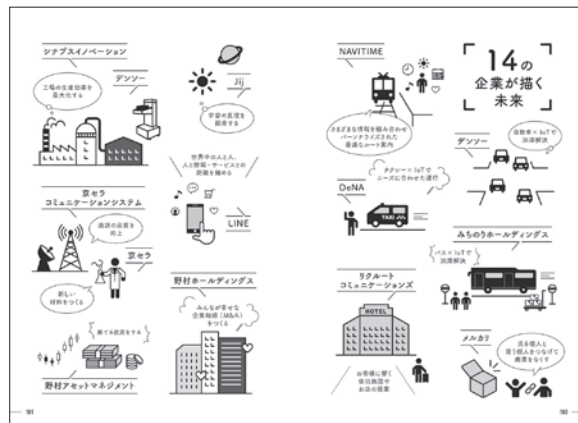 14の
企業が描く
未来
NAVITIME
さまざまな情報を組み合わせ
パーソナライズされた
最適なルート案内
デンソー
自動車×IoTで
渋滞解決
DeNA
タクシー×IoTで
ニーズに合わせた運行
TAXI
みちのりホールディングス
バス×IoTで
渋滞解決
リクルート
コミュニケーションズ
HOTEL
お客様に響く
宿泊施設や
お店の提案
メルカリ
売る個人と
買う個人をつなげて
廃棄をなくす
シナプスイノベーション
デンソー
工場の生産効率を
最大化する
Jij
宇宙の真理を
探索する
世界中の人と人、
人と情報・サービスとの
距離を縮める
LINE
京セラ
コミュニケーションシステム
通話の品質を
向上
京セラ
新しい
材料をつくる
野村ホールディングス
みんなが幸せな
企業結婚(M&A)
をつくる
勝てる投資をする
野村アセットマネジメント
181
180